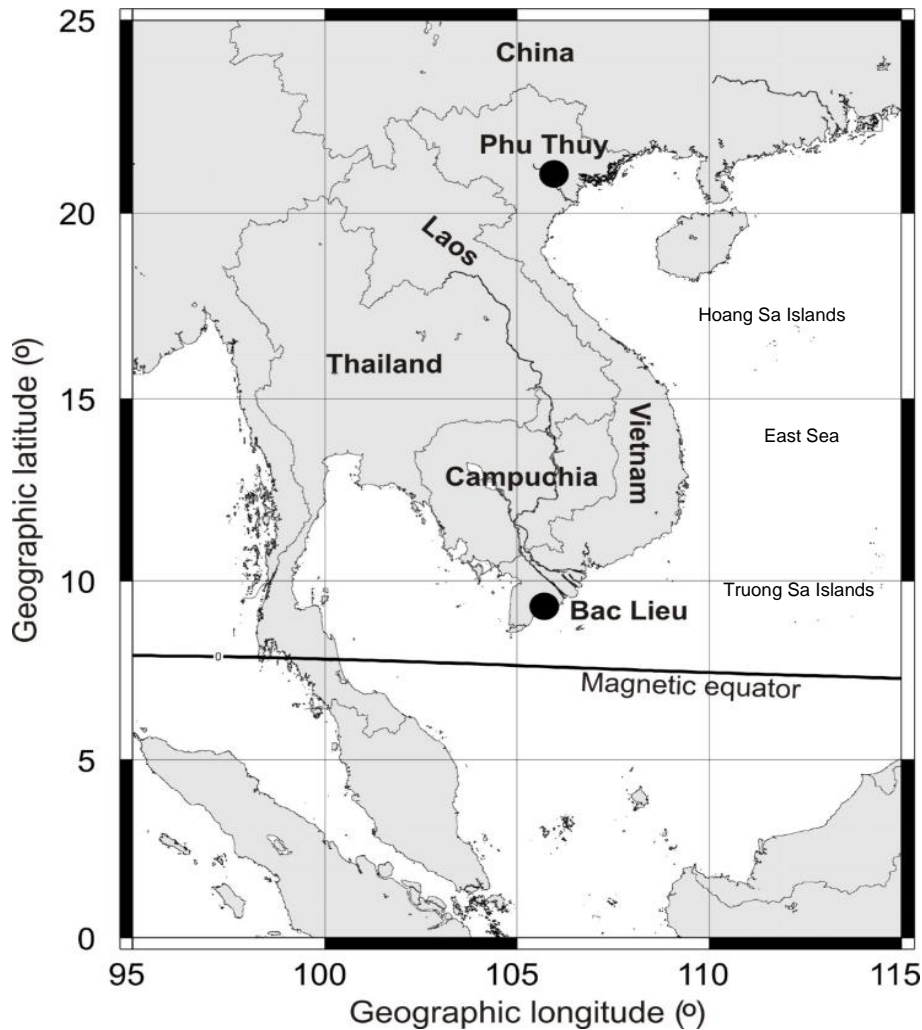 25
China
Phu Thuy
20
Laos
Hoang Sa Islands
Thailand
15
Vietnam
East Sea
Campuchia
10
Truong Sa Islands
Bac Lieu
0
Magnetic equator
5
0
95
100
105
110
115
Geographic longitude (º)
Geographic latitude (º)